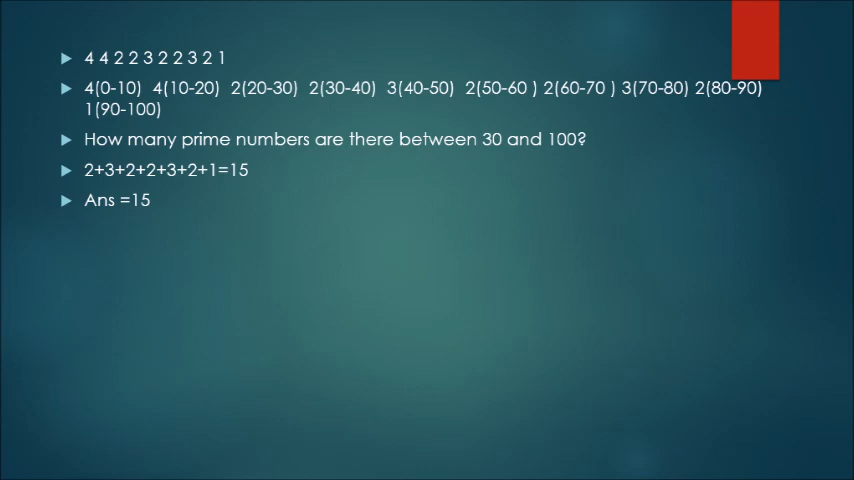 4 4 2 2 3 2 2 3 2 1
4(0-10) 4(10-20) 2(20-30) 2(30-40) 3(40-50) 2(50-60 ) 2(60-70 ) 3(70-80) 2(80-90)
1(90-100)
How many prime numbers are there between 30 and 100?
2+3+2+2+3+2+1=15
Ans =15